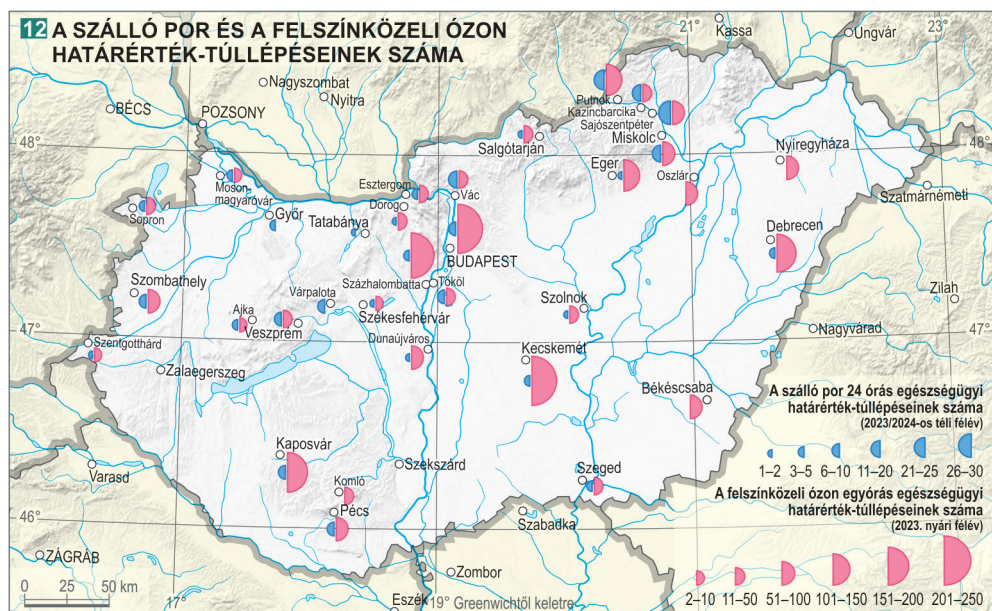 12 A SZÁLLÓ POR ÉS A FELSZÍNKÖZELI ÓZON
HATÁRÉRTÉK-TÚLLÉPÉSEINEK SZÁMA
21°
Kassa
Ungvár
23°
Nagyszombat
Nyitra
BÉCS
POZSONY
48°
Putnok
Kazincbarcika
Sajószentpéter
Miskolc
Salgótarján
Eger
Oszlár
Nyíregyháza
48°
Szatmárnémeti
Moson-
magyaróvár
Sopron
Győr
Tatabánya
Esztergom
Dorog
Vác
BUDAPEST
Debrecen
Szombathely
Várpalota
Ajka
Veszprém
Százhalombatta
Tököl
Székesfehérvár
Szolnok
Zilah
47°
Szentgotthárd
Zalaegerszeg
Dunaújváros
Kecskemét
Nagyvárad
47°
Békéscsaba
Kaposvár
Szekszárd
Komló
Pécs
Szeged
Szabadka
Varasd
46°
ZÁGRÁB
Zombor
Eszék
0 25 50 km
17°
19° Greenwichtől keletre
A szálló por 24 órás egészségügyi
határérték-túllépéseinek száma
(2023/2024-os téli félév)
1–2 3–5 6–10 11–20 21–25 26–30
A felszínközeli ózon egyórás egészségügyi
határérték-túllépéseinek száma
(2023. nyári félév)
2–10 11–50 51–100 101–150 151–200 201–250